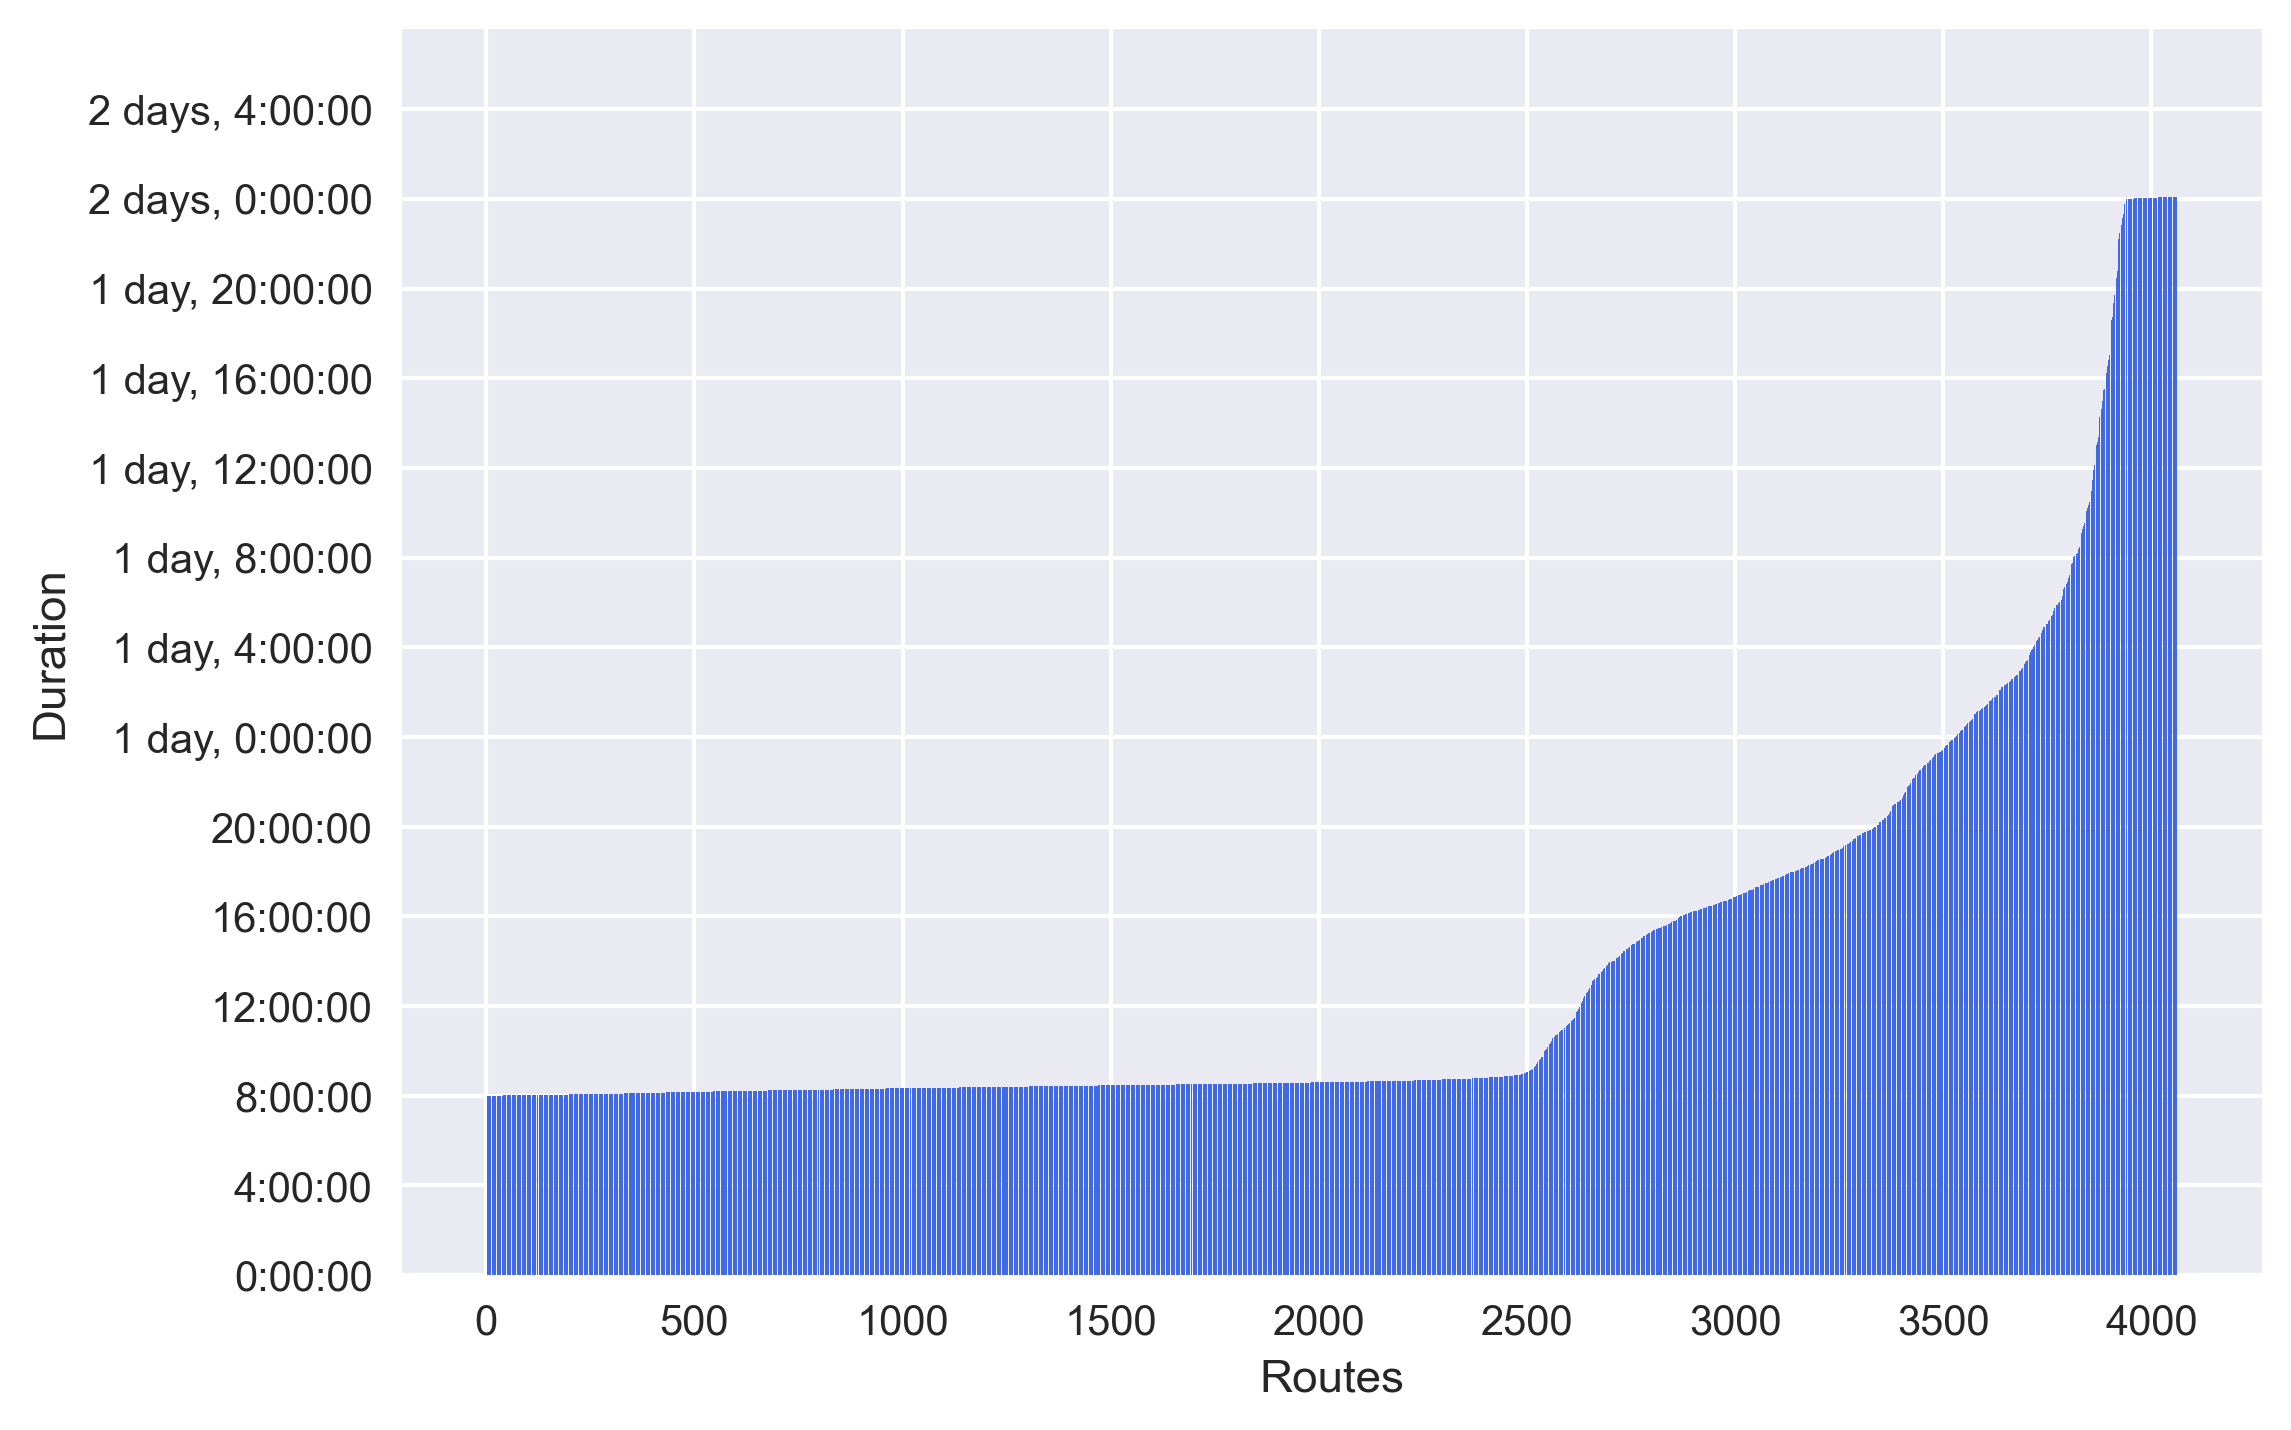 2 days, 4:00:00
2 days, 0:00:00
1 day, 20:00:00
1 day, 16:00:00
1 day, 12:00:00
1 day, 8:00:00
1 day, 4:00:00
1 day, 0:00:00
20:00:00
16:00:00
12:00:00
8:00:00
4:00:00
0:00:00
Duration
0 500 1000 1500 2000 2500 3000 3500 4000
Routes